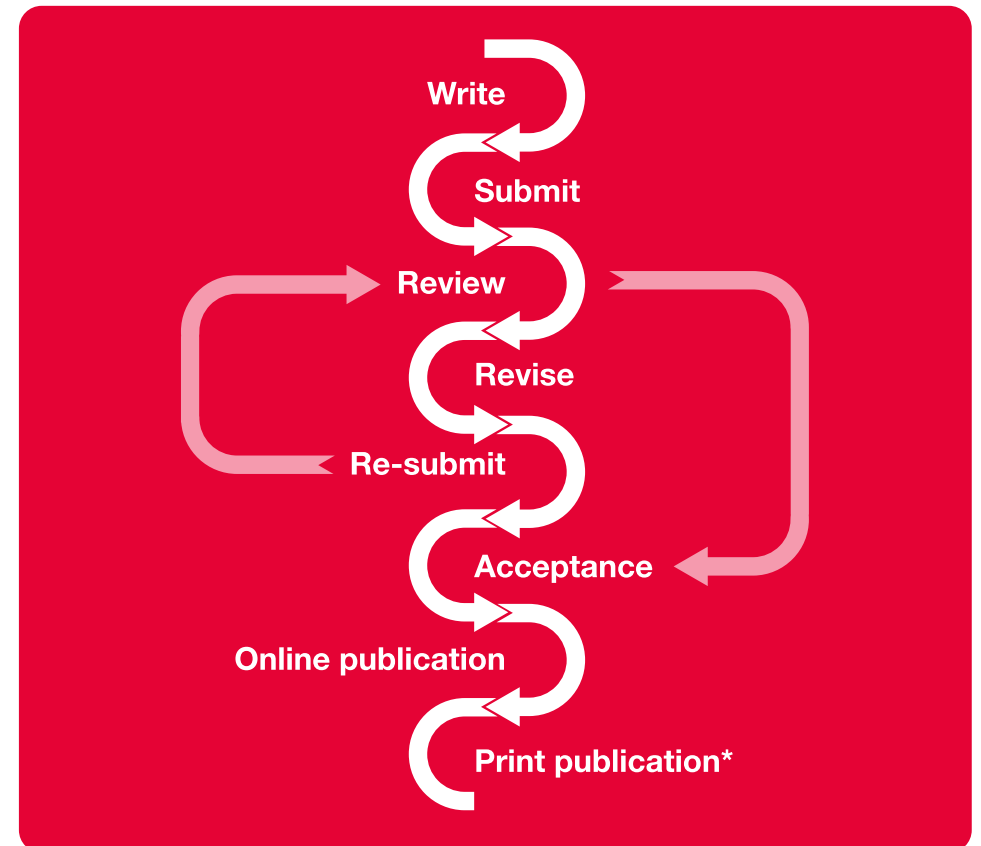 Write
Submit
Review
Revise
Re-submit
Acceptance
Online publication
Print publication*